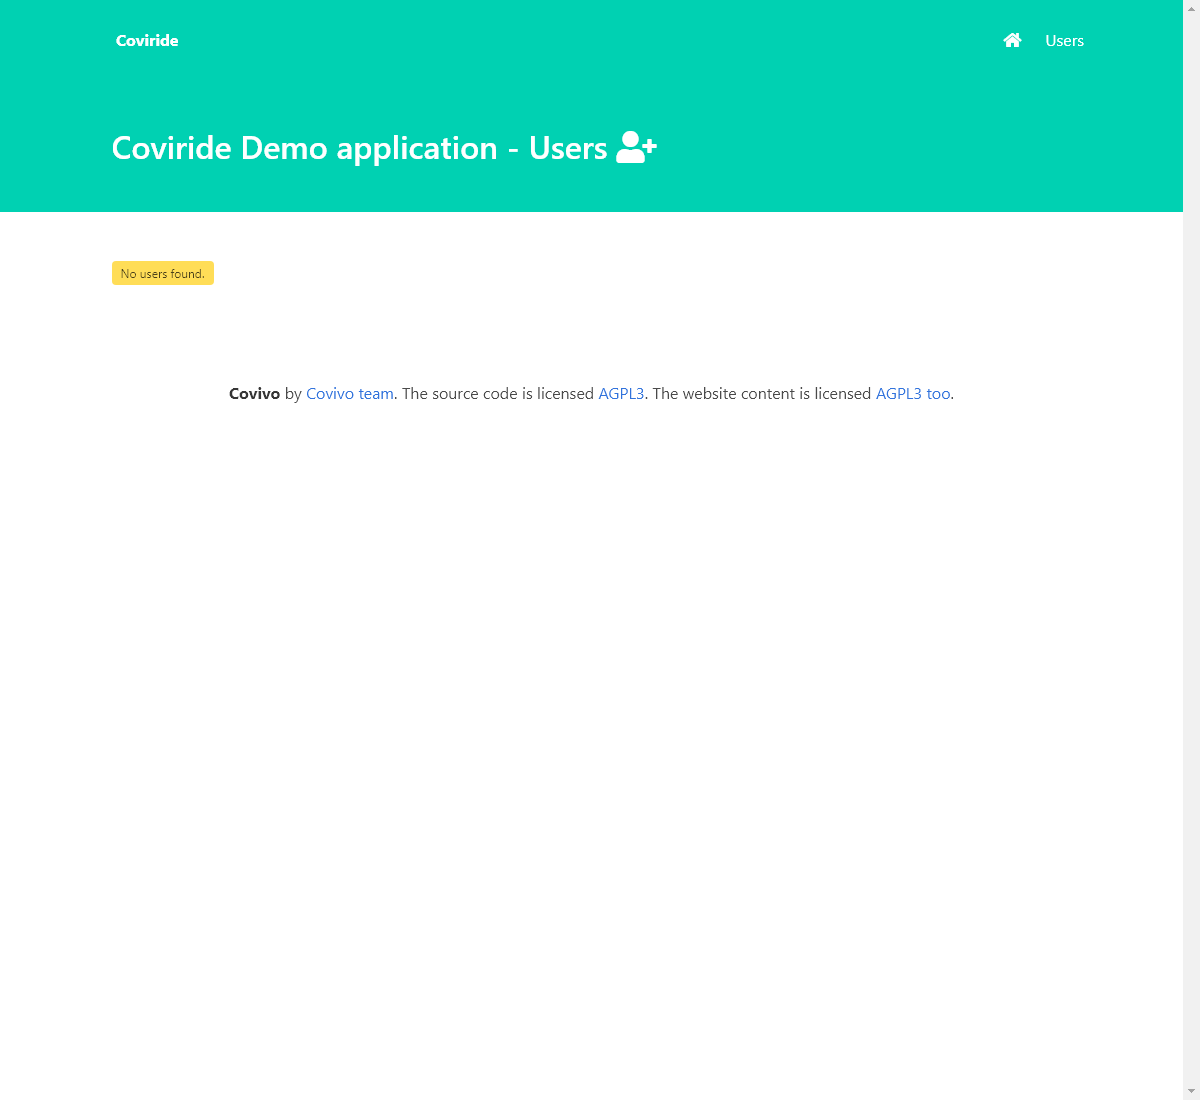 Coviride
Users
Coviride Demo application - Users
No users found.
Covivo by Covivo team. The source code is licensed AGPL3. The website content is licensed AGPL3 too.